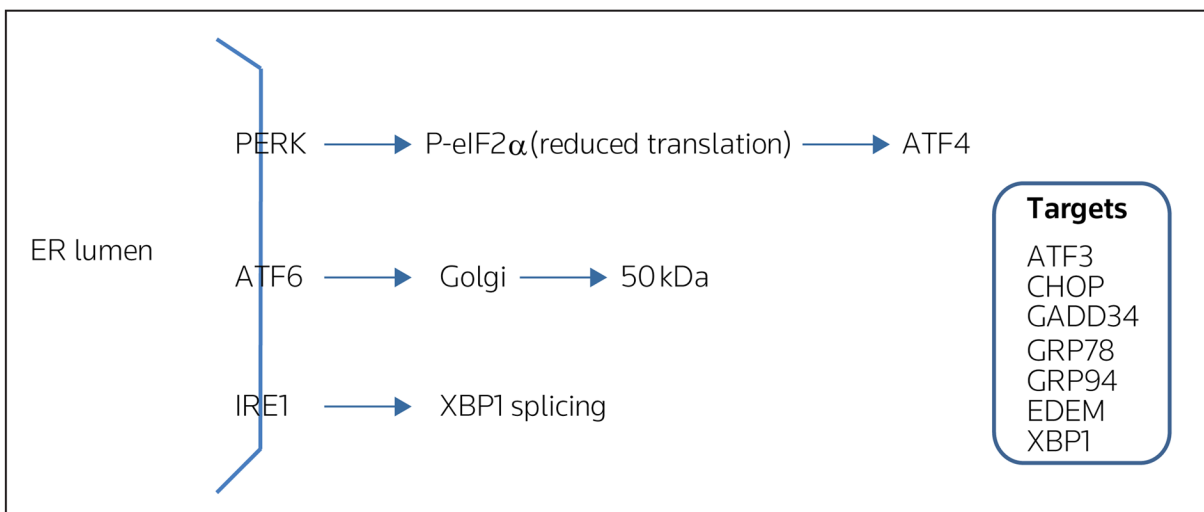 PERK P-eIF2α(reduced translation) ATF4
ER lumen
ATF6 Golgi 50 kDa
IRE1 XBP1 splicing
Targets
ATF3
CHOP
GADD34
GRP78
GRP94
EDEM
XBP1